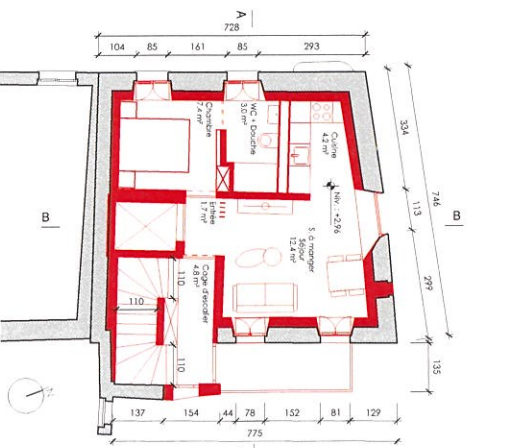 A
728
104
85
161
85
293
Chambre
7.4 m²
WC + Douche
3.0 m²
Cuisine
4.2 m²
334
746
113
299
135
Niv. : +2.96
Entrée
1.7 m²
S. à manger
Séjour
12.4 m²
Cage d'escalier
4.8 m²
B
B
110
110
110
N
137
154
44
78
152
81
129
775